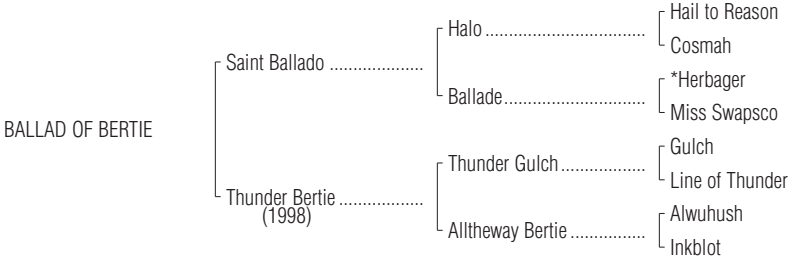 Hail to Reason
Halo ................................
Cosmah
Saint Ballado ...................
*Herbager
Ballade............................
Miss Swapsco
BALLAD OF BERTIE
Gulch
Thunder Gulch .................
Line of Thunder
Thunder Bertie .................
(1998)
Alwuhush
Alltheway Bertie ...............
Inkblot